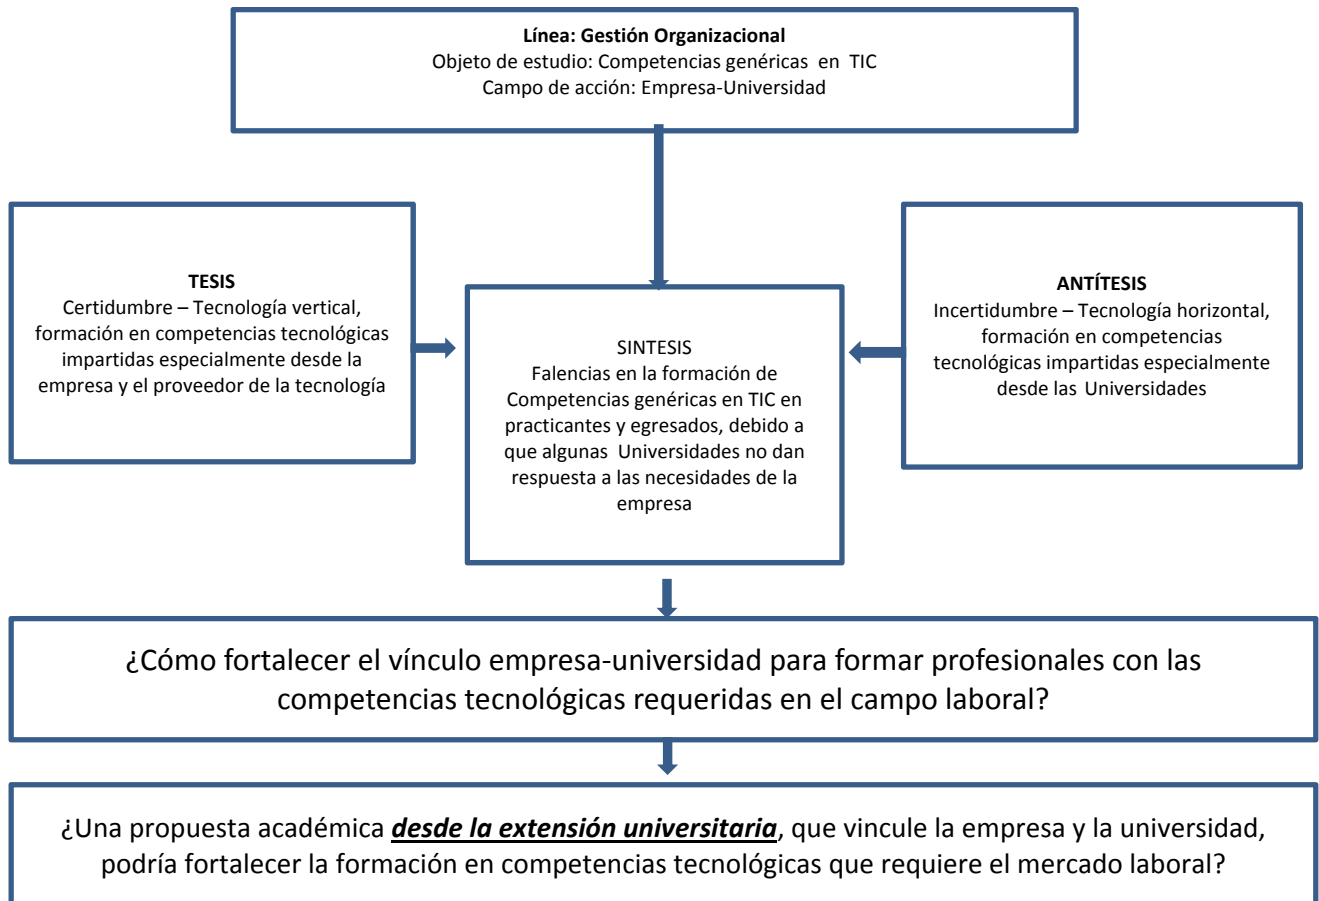 Línea: Gestión Organizacional
Objeto de estudio: Competencias genéricas en TIC
Campo de acción: Empresa-Universidad
TESIS
Certidumbre – Tecnología vertical,
formación en competencias tecnológicas
impartidas especialmente desde la
empresa y el proveedor de la tecnología
SINTESIS
Falencias en la formación de
Competencias genéricas en TIC en
practicantes y egresados, debido a
que algunas Universidades no dan
respuesta a las necesidades de la
empresa
ANTÍTESIS
Incertidumbre – Tecnología horizontal,
formación en competencias
tecnológicas impartidas especialmente
desde las Universidades
¿Cómo fortalecer el vínculo empresa-universidad para formar profesionales con las
competencias tecnológicas requeridas en el campo laboral?
¿Una propuesta académica desde la extensión universitaria, que vincule la empresa y la universidad,
podría fortalecer la formación en competencias tecnológicas que requiere el mercado laboral?